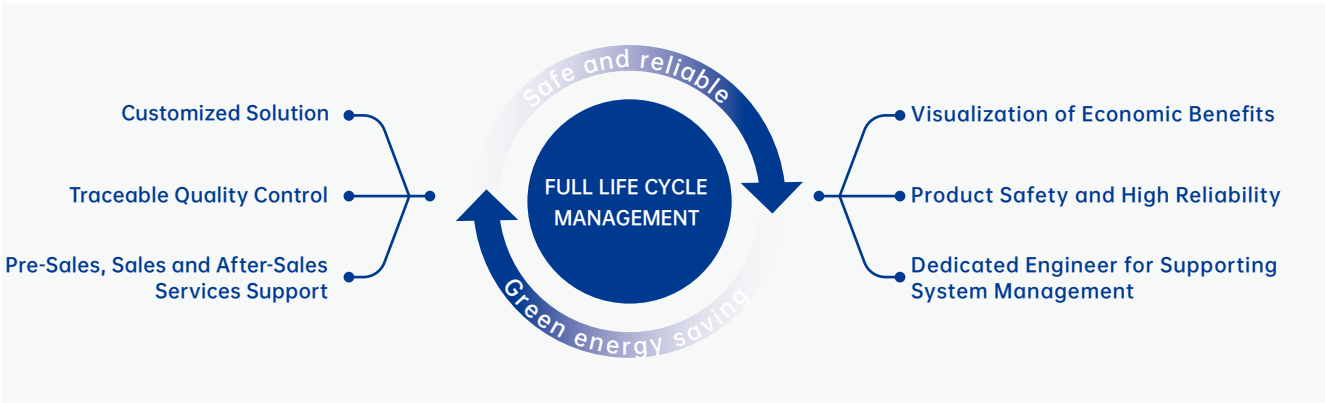 Customized Solution
Traceable Quality Control
Pre-Sales, Sales and After-Sales
Services Support
Safe and reliable
FULL LIFE CYCLE
MANAGEMENT
Green energy saving
Visualization of Economic Benefits
Product Safety and High Reliability
Dedicated Engineer for Supporting
System Management